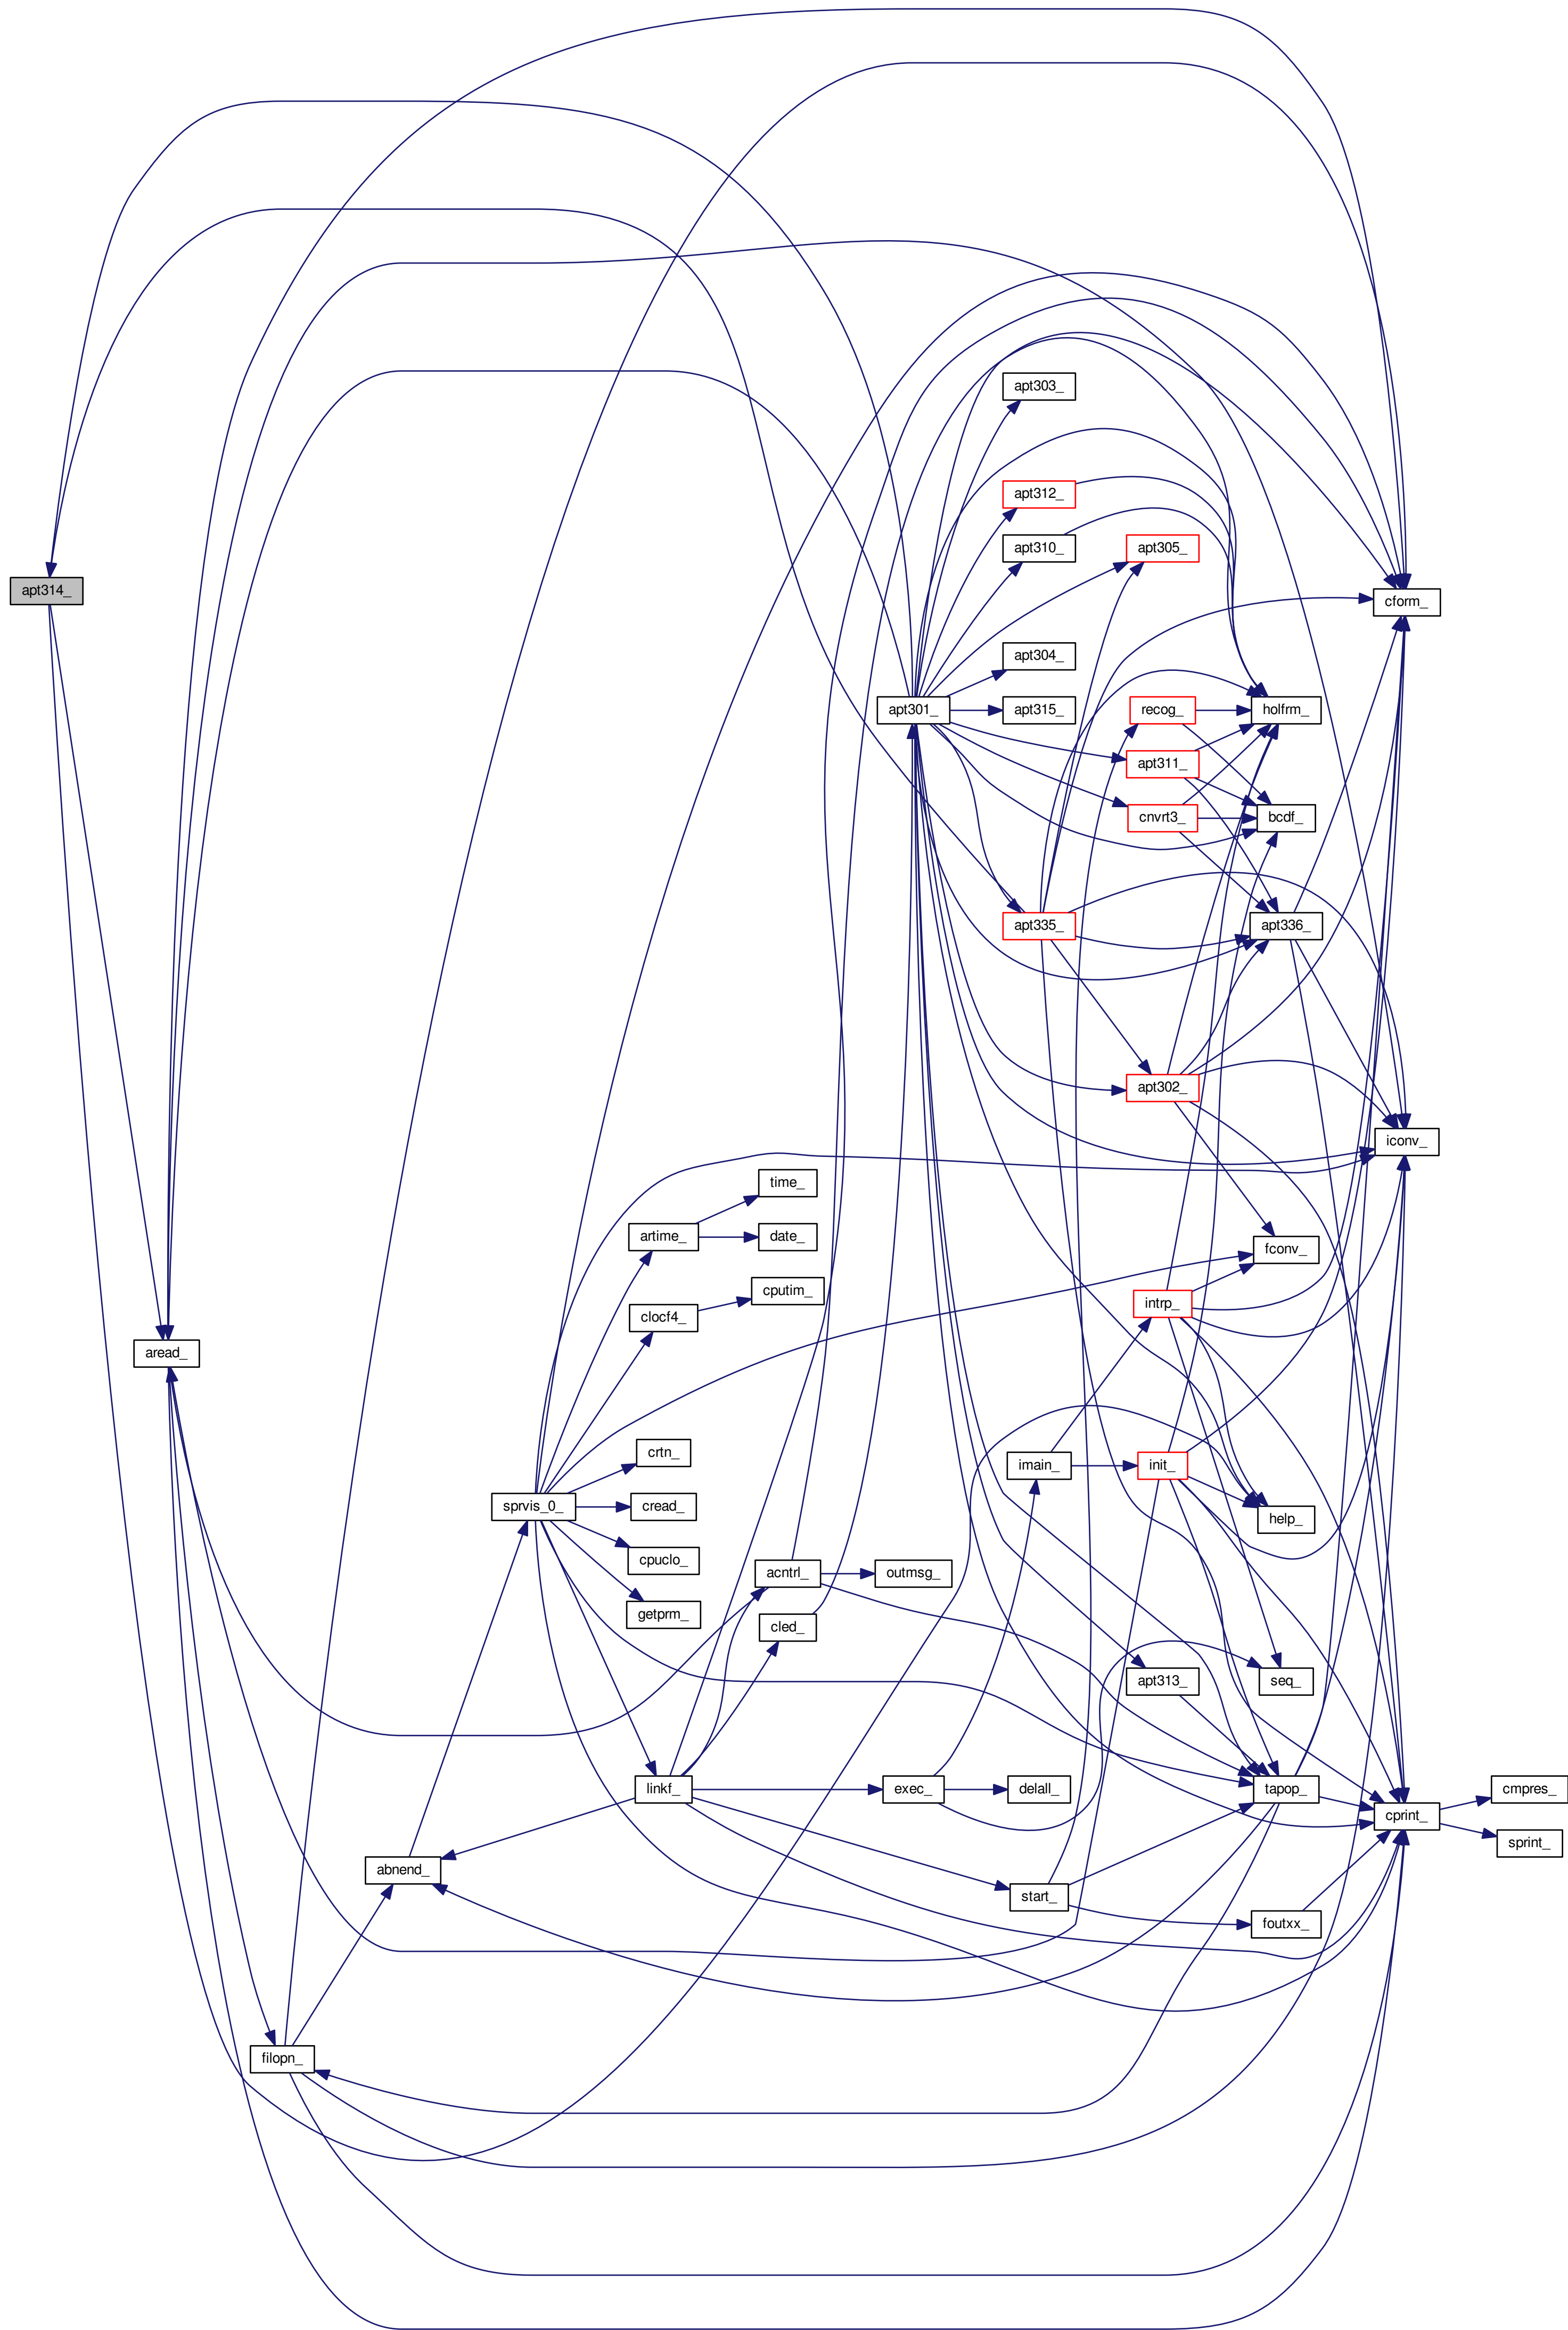 apt303_
apt312_
apt310_
apt305_
apt314_
cform_
apt304_
apt301_
apt315_
recog_
holfrm_
apt311_
cnvrt3_
bcdf_
apt335_
apt336_
apt302_
iconv_
time_
artime_
date_
fconv_
cputim_
intrp_
clocf4_
aread_
crtn_
imain_
init_
sprvis_0_
cread_
help_
cpuclo_
acntrl_
outmsg_
getprm_
cled_
apt313_
seq_
linkf_
exec_
delall_
tapop_
cmpres_
cprint_
sprint_
abnend_
start_
foutxx_
filopn_